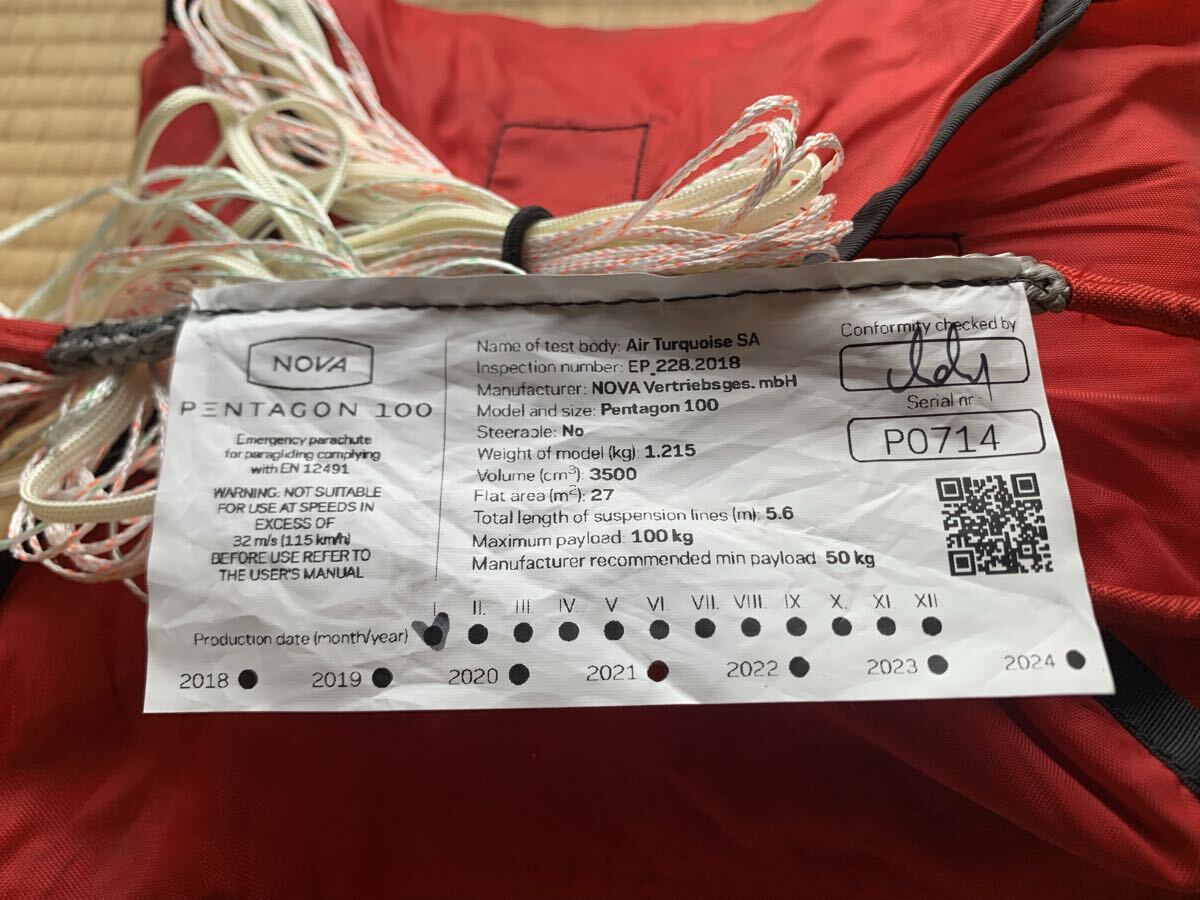 NOVA
PENTAGON 100
Emergency parachute
for paragliding complying
with EN 12491
WARNING: NOT SUITABLE
FOR USE AT SPEEDS IN
EXCESS OF
32 m/s (115 km/h)
BEFORE USE REFER TO
THE USER'S MANUAL
Name of test body: Air Turquoise SA
Inspection number: EP_228.2018
Manufacturer: NOVA Vertriebsges. mbH
Model and size: Pentagon 100
Steerable: No
Weight of model (kg): 1.215
Volume (cm³): 3500
Flat area (m²): 27
Total length of suspension lines (m): 5.6
Maximum payload: 100 kg
Manufacturer recommended min payload: 50 kg
Conformity checked by
Serial nr.:
P0714
I. II. III. IV. V VI. VII. VIII. IX X. XI XII
Production date (month/year)
2018 2019 2020 2021 2022 2023 2024